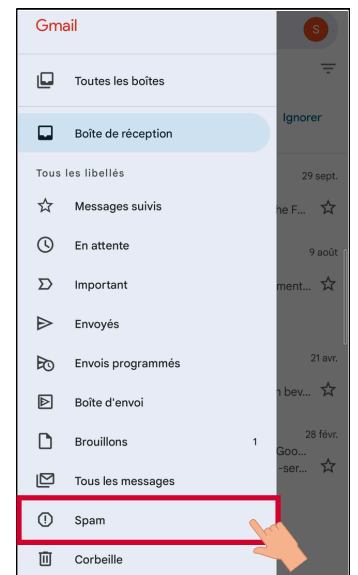 Gmail
S
Toutes les boîtes
Ignorer
Boîte de réception
Tous les libellés
29 sept.
Messages suivis
he F...
En attente
9 août
Important
ment...
Envoyés
Envois programmés
21 avr.
Boîte d'envoi
n bev...
Brouillons
1
28 févr.
Goo...
Tous les messages
-ser...
Spam
Corbeille